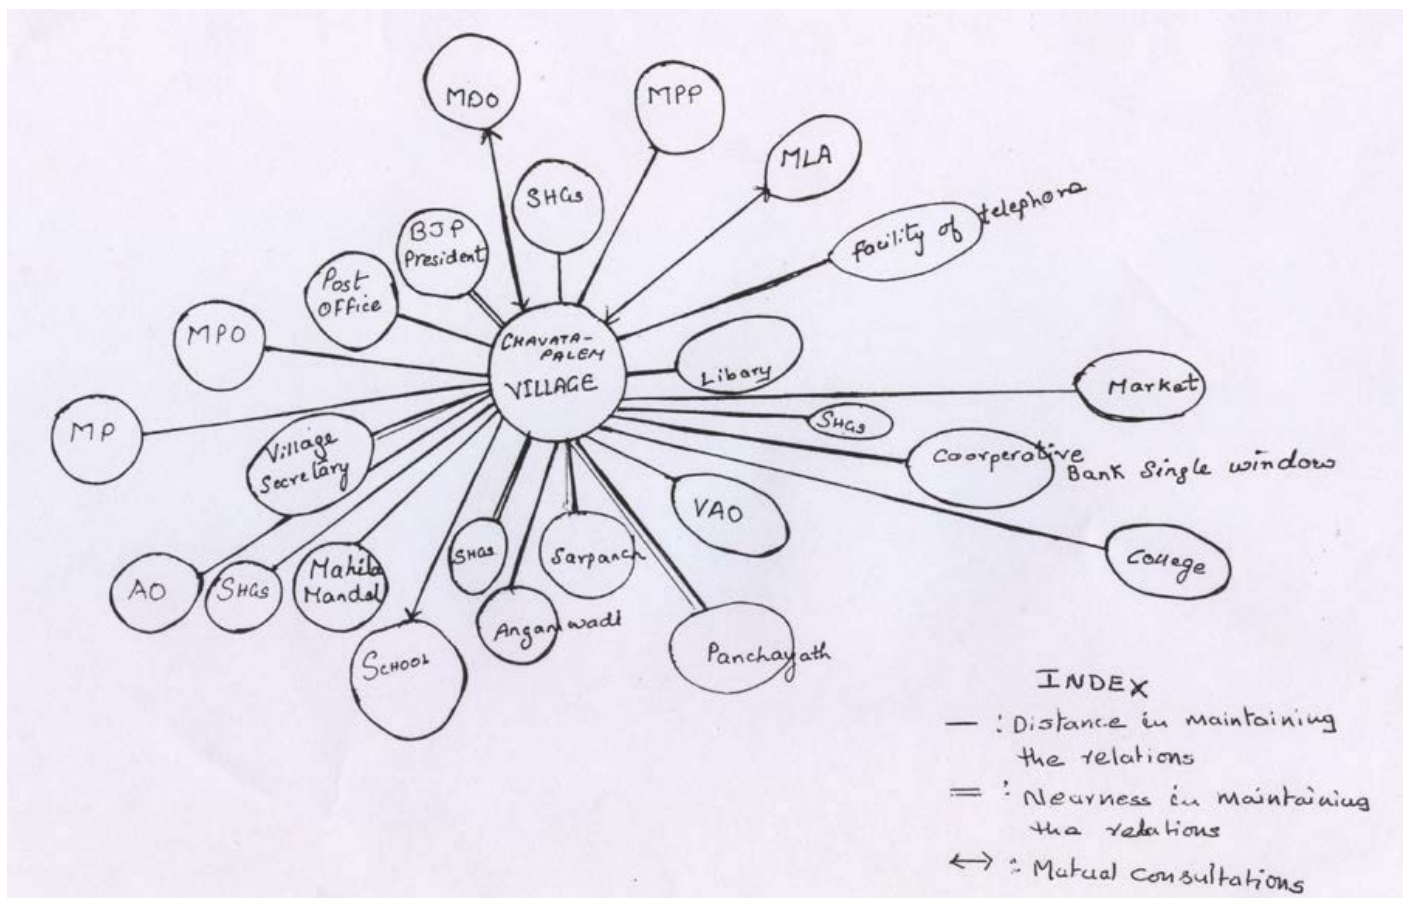 MDO
MPP
MLA
SHGs
BJP
President
facility of telephone
Post
Office
MPO
CHAVATA-
PALEM
VILLAGE
Libary
Market
MP
SHGs
Village
Secretary
Coorperative
Bank Single window
VAO
SHGs
Sarpanch
College
AO
SHGs
Mahila
Mandal
Anganwadi
SCHOOL
Panchayath
INDEX
— : Distance in maintaining
the relations
= : Nearness in maintaining
the relations
↔ : Mutual Consultations